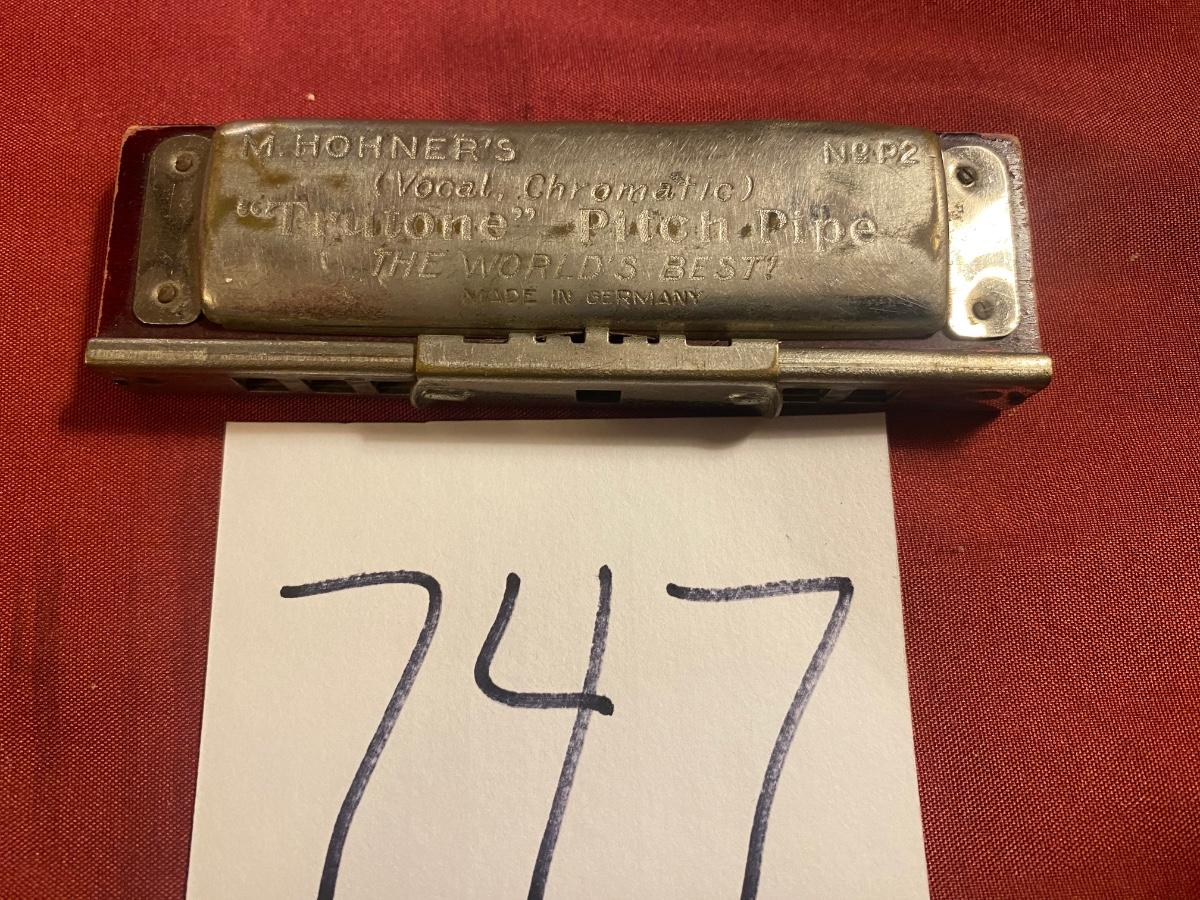 M. HOHNER'S Nº P2
(Vocal, Chromatic)
"Trutone" Pitch Pipe
THE WORLD'S BEST!
MADE IN GERMANY
747